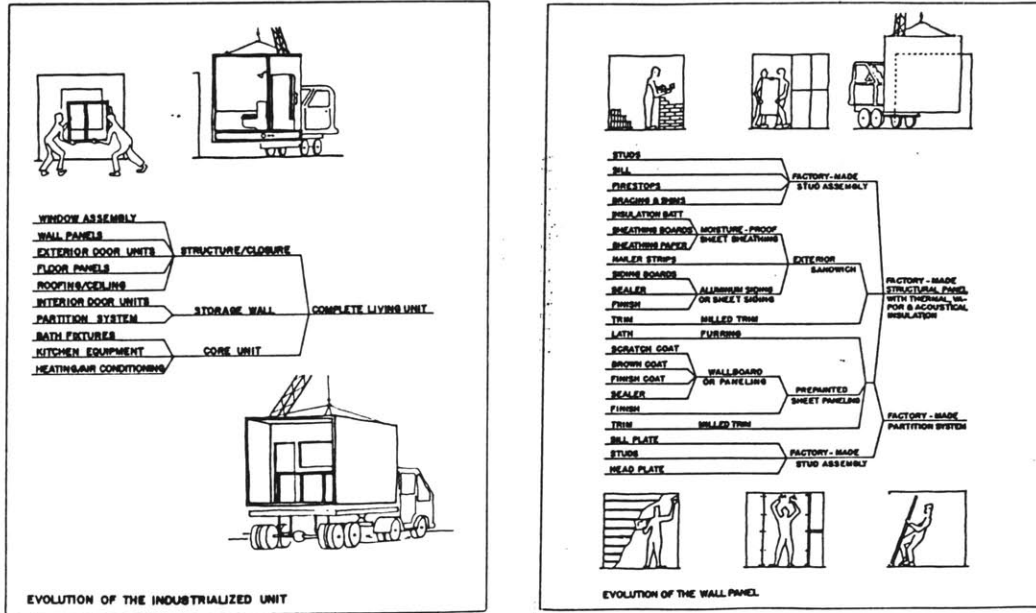 WINDOW ASSEMBLY
WALL PANELS
EXTERIOR DOOR UNITS
FLOOR PANELS
ROOFING/CEILING
INTERIOR DOOR UNITS
PARTITION SYSTEM
BATH FIXTURES
KITCHEN EQUIPMENT
HEATING/AIR CONDITIONING
STRUCTURE/CLOSURE
STORAGE WALL
CORE UNIT
COMPLETE LIVING UNIT
EVOLUTION OF THE INDUSTRIALIZED UNIT
STUDS
SILL
FIRESTOPS
BRACING & SHIMS
INSULATION BATT
SHEATHING BOARDS
SHEATHING PAPER
NAILER STRIPS
SIDING BOARDS
SEALER
FINISH
TRIM
LATH
SCRATCH COAT
BROWN COAT
FINISH COAT
SEALER
FINISH
TRIM
SILL PLATE
STUDS
HEAD PLATE
MOISTURE-PROOF
SHEET SHEATHING
ALUMINUM SIDING
OR SHEET SIDING
MILLED TRIM
FURRING
WALLBOARD
OR PANELING
MILLED TRIM
FACTORY-MADE
STUD ASSEMBLY
EXTERIOR
SANDWICH
PREPAINTED
SHEET PANELING
FACTORY-MADE
STUD ASSEMBLY
FACTORY-MADE
STRUCTURAL PANEL
WITH THERMAL, VA-
POR & ACOUSTICAL
INSULATION
FACTORY-MADE
PARTITION SYSTEM
EVOLUTION OF THE WALL PANEL